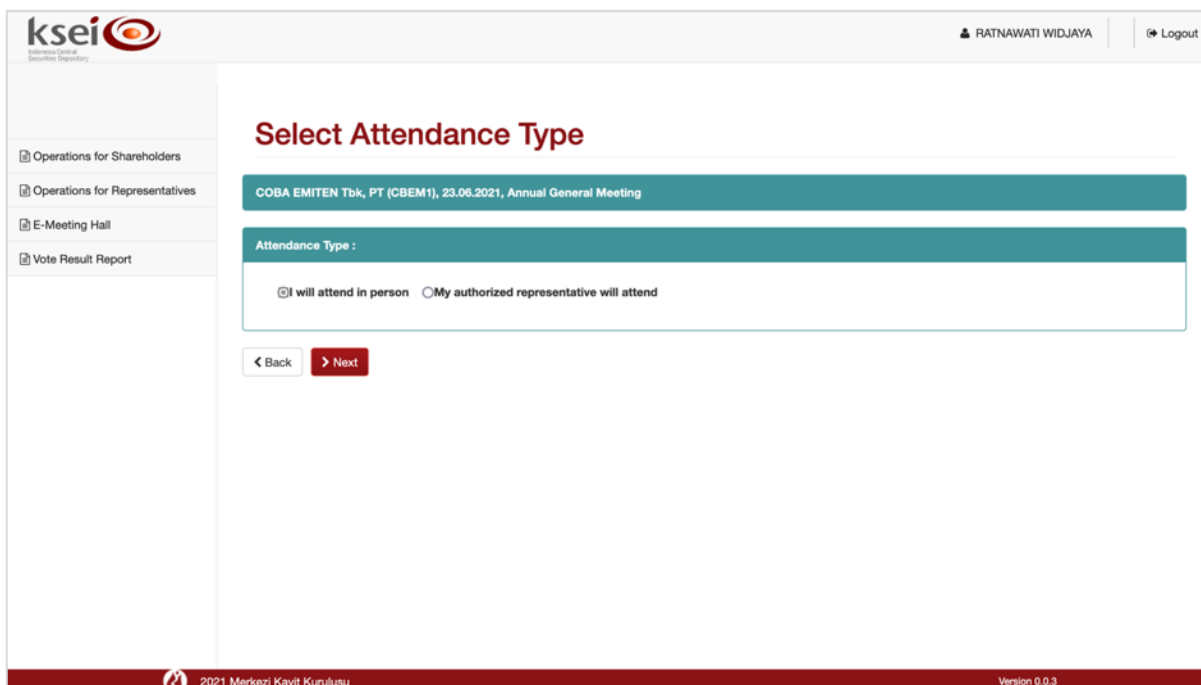 ksei
Indonesia Central
Securities Depository
RATNAWATI WIDJAYA
Logout
Operations for Shareholders
Operations for Representatives
E-Meeting Hall
Vote Result Report
Select Attendance Type
COBA EMITEN Tbk, PT (CBEM1), 23.06.2021, Annual General Meeting
Attendance Type :
I will attend in person My authorized representative will attend
Back Next
2021 Merkezi Kayit Kurulusu
Version 0.0.3